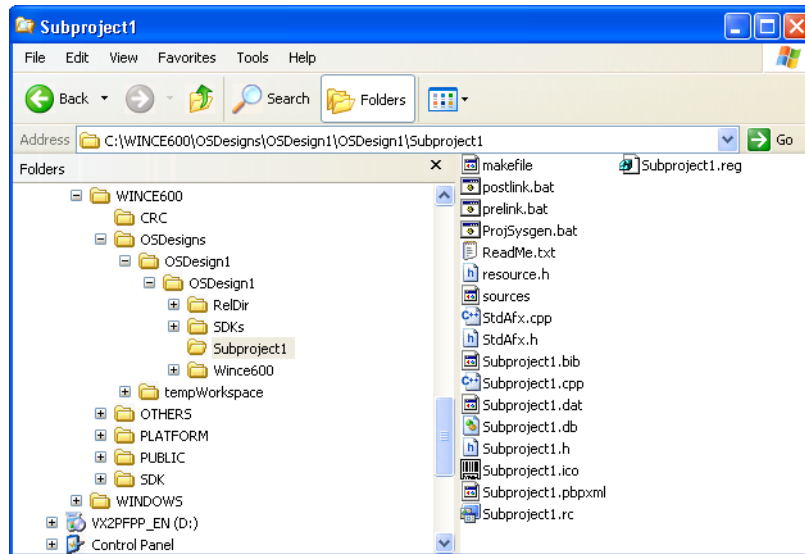 Subproject1
File Edit View Favorites Tools Help
Back Search Folders
Address C:\WINCE600\OSDesigns\OSDesign1\OSDesign1\Subproject1 Go
Folders
WINCE600
CRC
OSDesigns
OSDesign1
OSDesign1
RelDir
SDKs
Subproject1
Wince600
tempWorkspace
OTHERS
PLATFORM
PUBLIC
SDK
WINDOWS
VX2PFPP_EN (D:)
Control Panel
makefile
postlink.bat
prelink.bat
ProjSysgen.bat
ReadMe.txt
resource.h
sources
StdAfx.cpp
StdAfx.h
Subproject1.bib
Subproject1.cpp
Subproject1.dat
Subproject1.db
Subproject1.h
Subproject1.ico
Subproject1.pbpxml
Subproject1.rc
Subproject1.reg